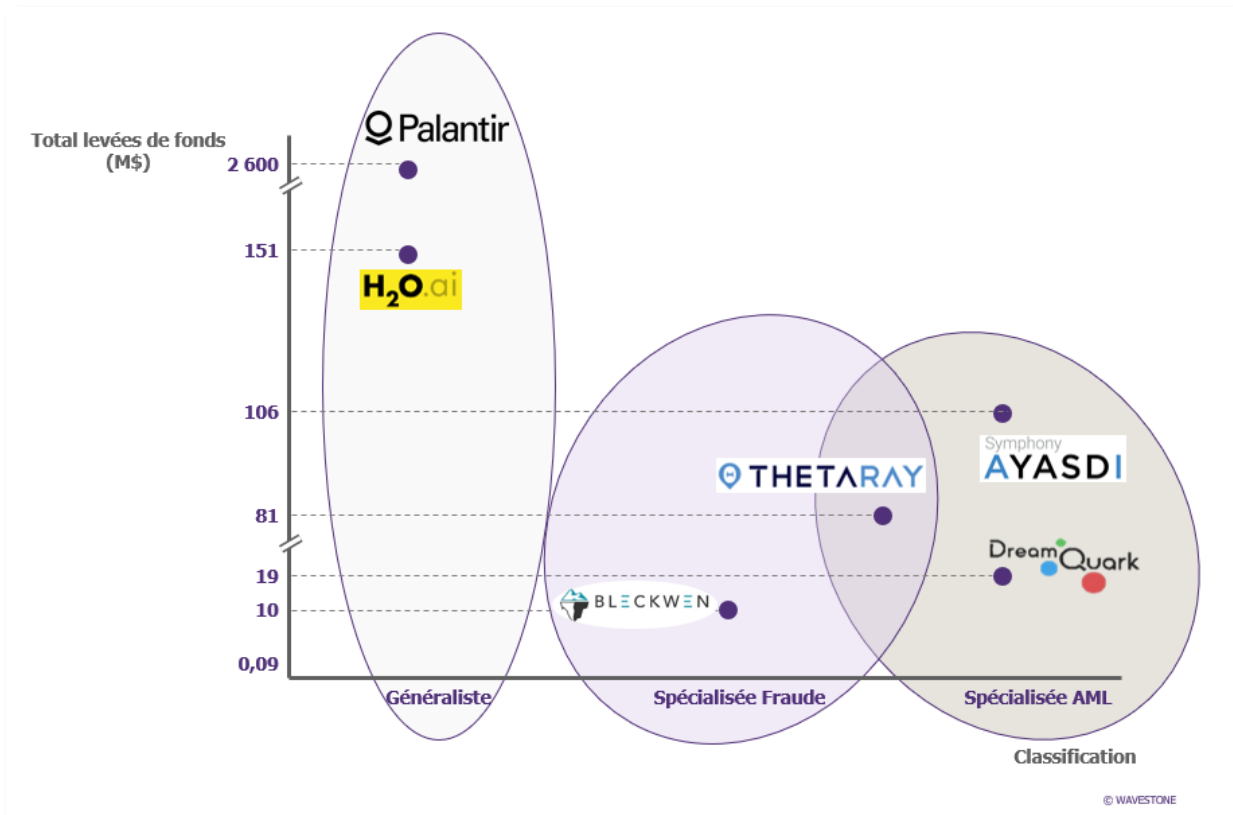 Palantir
Total levées de fonds
(M$)
2 600
151
H2O.ai
106
Symphony
AYASDI
THETARAY
81
DreamQuark
19
BLECKWEN
10
0,09
Généraliste
Spécialisée Fraude
Spécialisée AML
Classification
© WAVESTONE